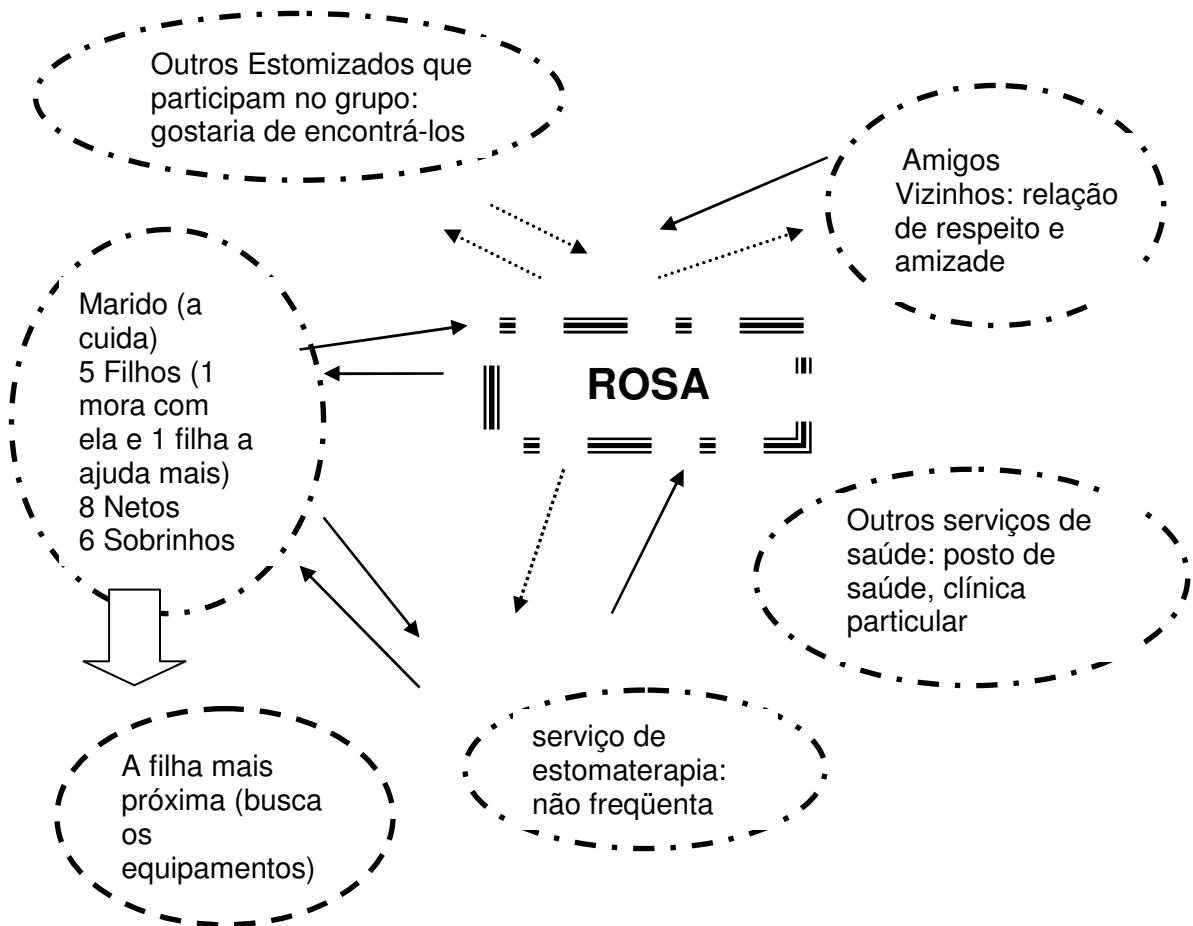 Outros Estomizados que
participam no grupo:
gostaria de encontrá-los
Amigos
Vizinhos: relação
de respeito e
amizade
Marido (a
cuida)
5 Filhos (1
mora com
ela e 1 filha a
ajuda mais)
8 Netos
6 Sobrinhos
ROSA
Outros serviços de
saúde: posto de
saúde, clínica
particular
A filha mais
próxima (busca
os
equipamentos)
serviço de
estomaterapia:
não freqüenta